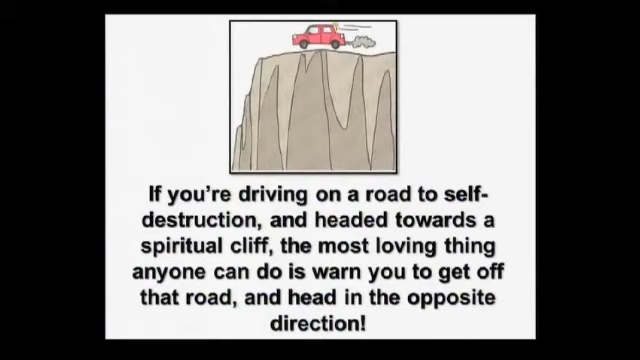 If you're driving on a road to self-
destruction, and headed towards a
spiritual cliff, the most loving thing
anyone can do is warn you to get off
that road, and head in the opposite
direction!